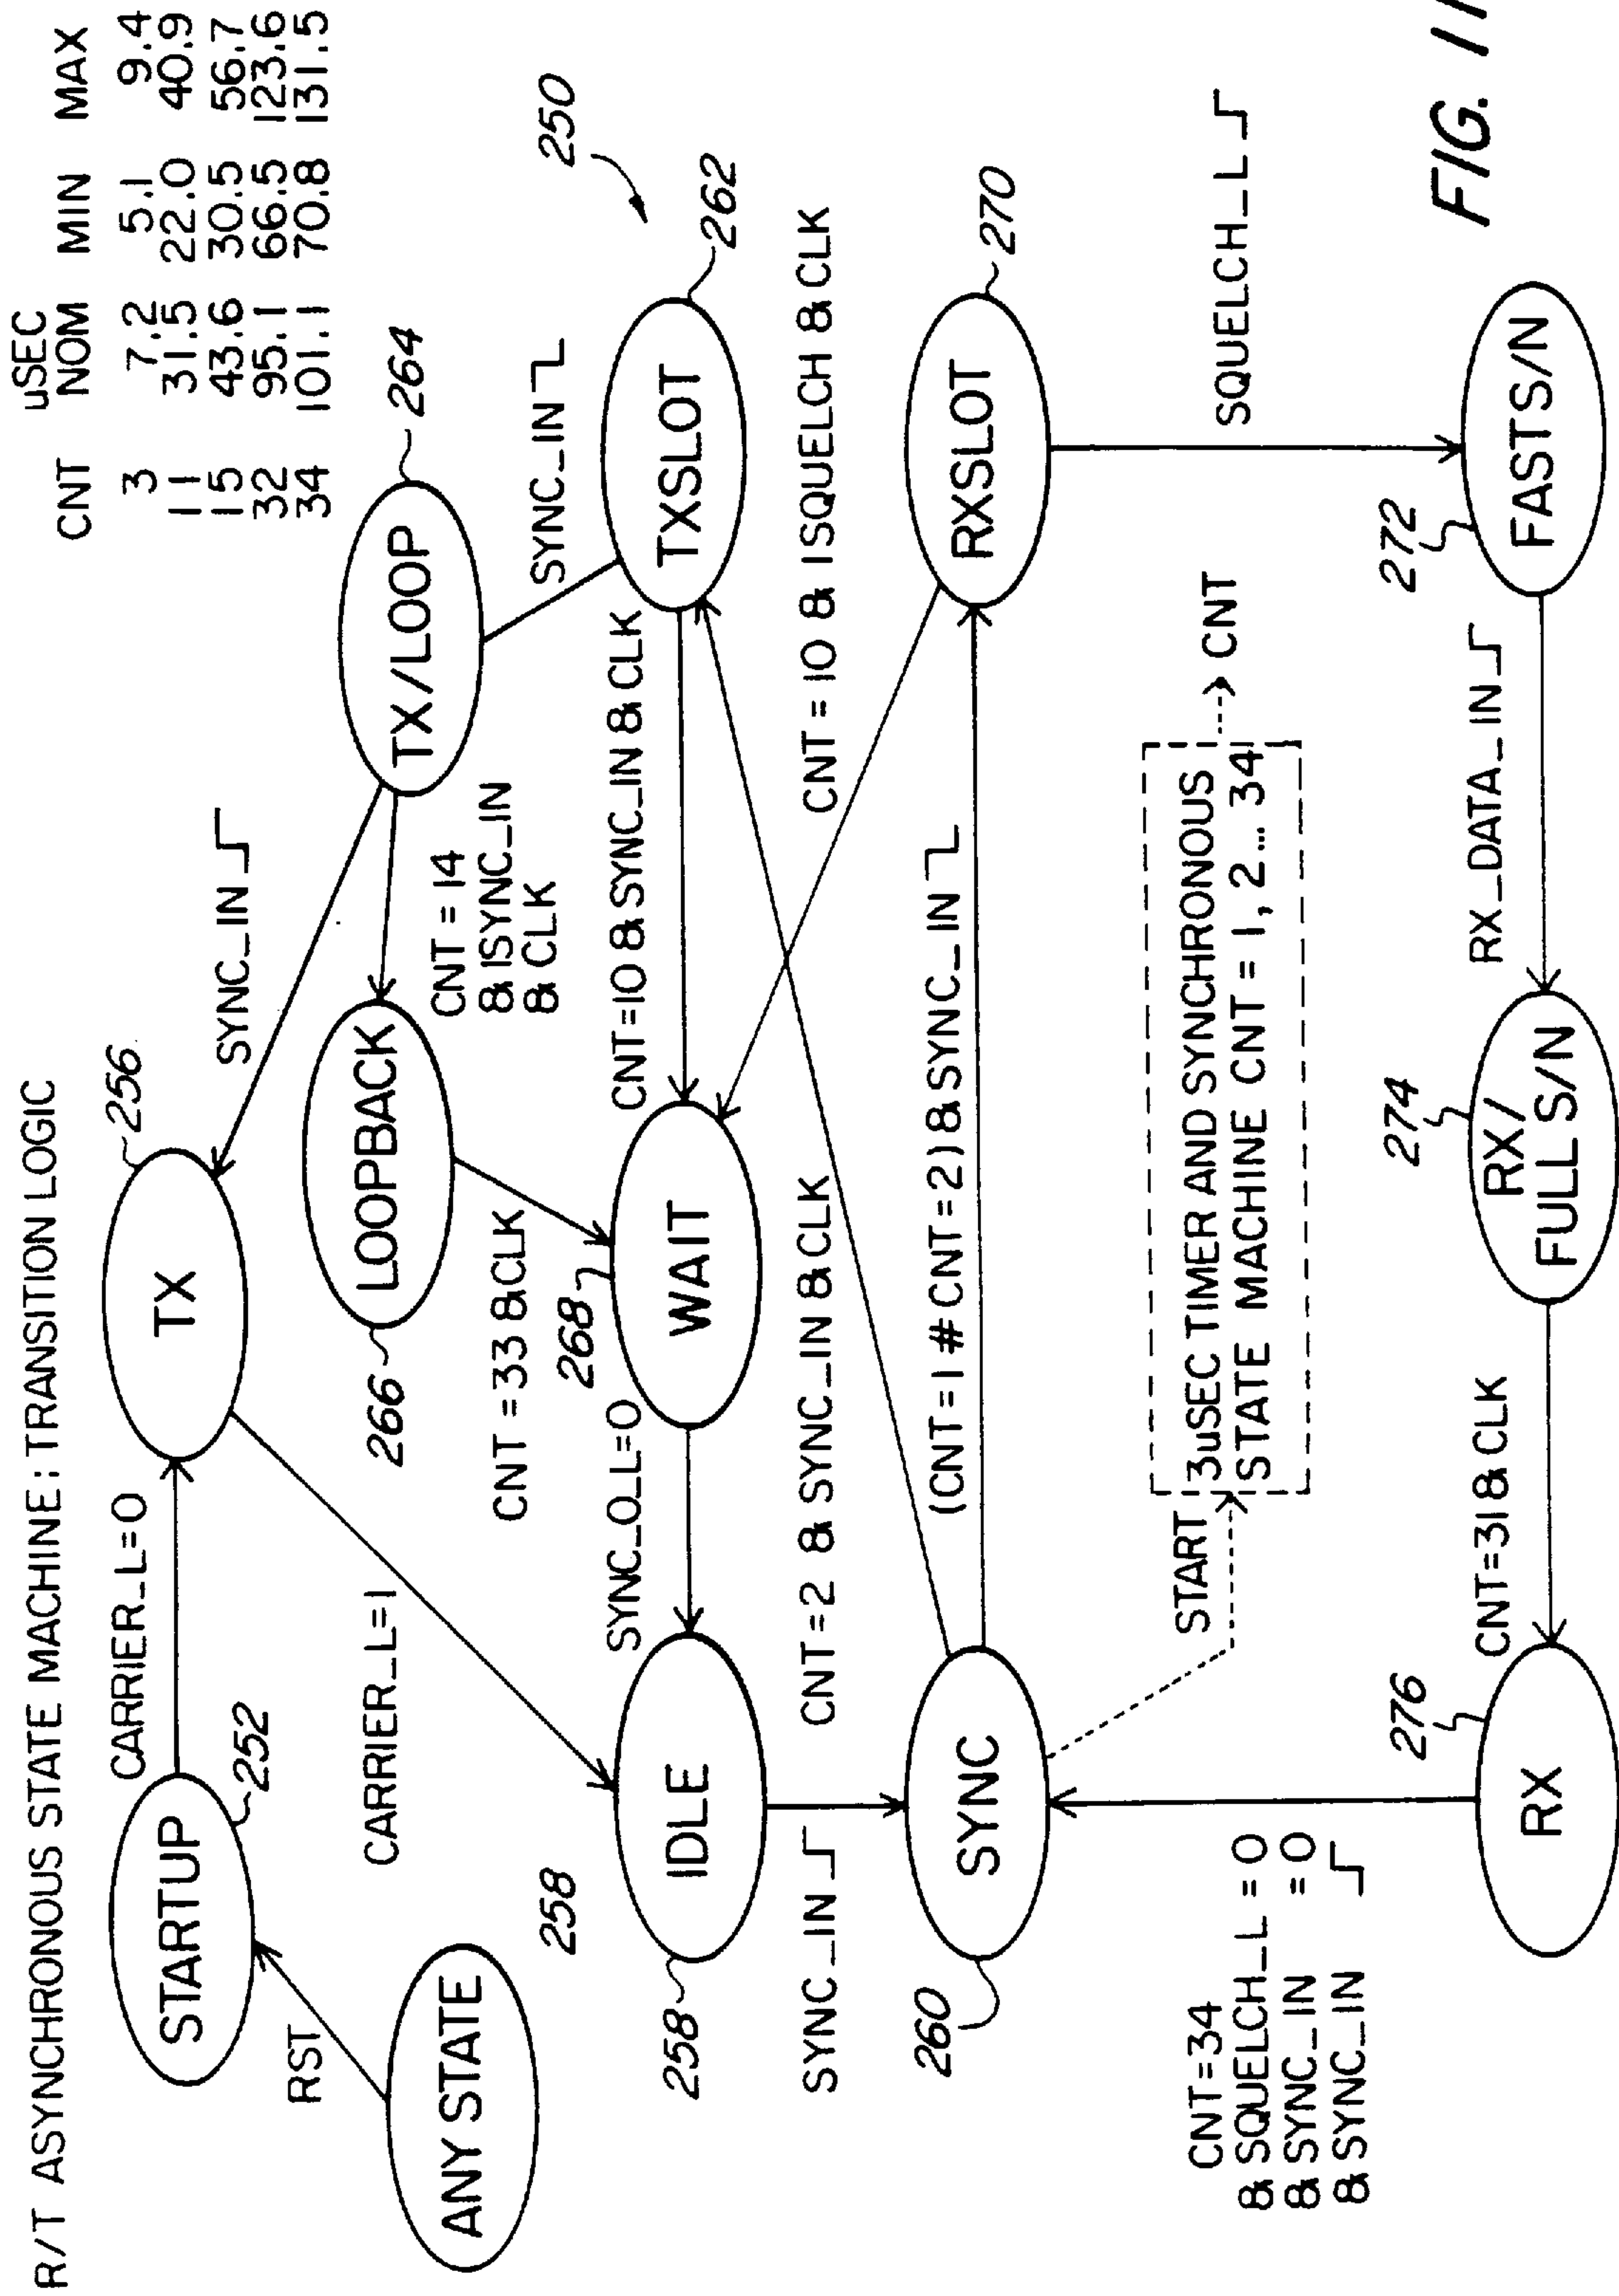 R/T ASYNCHRONOUS STATE MACHINE: TRANSITION LOGIC
uSEC
CNT NOM MIN MAX
3 7.2 5.1 9.4
11 31.5 22.0 40.9
15 43.6 30.5 56.7
32 95.1 66.5 123.6
34 101.1 70.8 131.5
STARTUP
252
CARRIER_L=0
TX
256
SYNC_IN
TX/LOOP
264
RST
ANY STATE
CARRIER_L=1
LOOPBACK
266
CNT = 14
& !SYNC_IN
& CLK
SYNC_IN
250
CNT = 33 & CLK
258
258
IDLE
SYNC_O_L=0
268
WAIT
CNT=10 & SYNC_IN & CLK
TXSLOT
262
SYNC_IN
CNT=2 & SYNC_IN & CLK
CNT = 10 & !SQUELCH & CLK
260
SYNC
(CNT=1 # CNT=2) & SYNC_IN
RXSLOT
270
START
3uSEC TIMER AND SYNCHRONOUS
STATE MACHINE CNT = 1, 2... 34
CNT
SQUELCH_L
CNT=34
& SQUELCH_L = 0
& SYNC_IN = 0
& SYNC_IN
276
RX
CNT=31 & CLK
274
RX/
FULL S/N
RX_DATA_IN
272
FASTS/N
FIG. 11